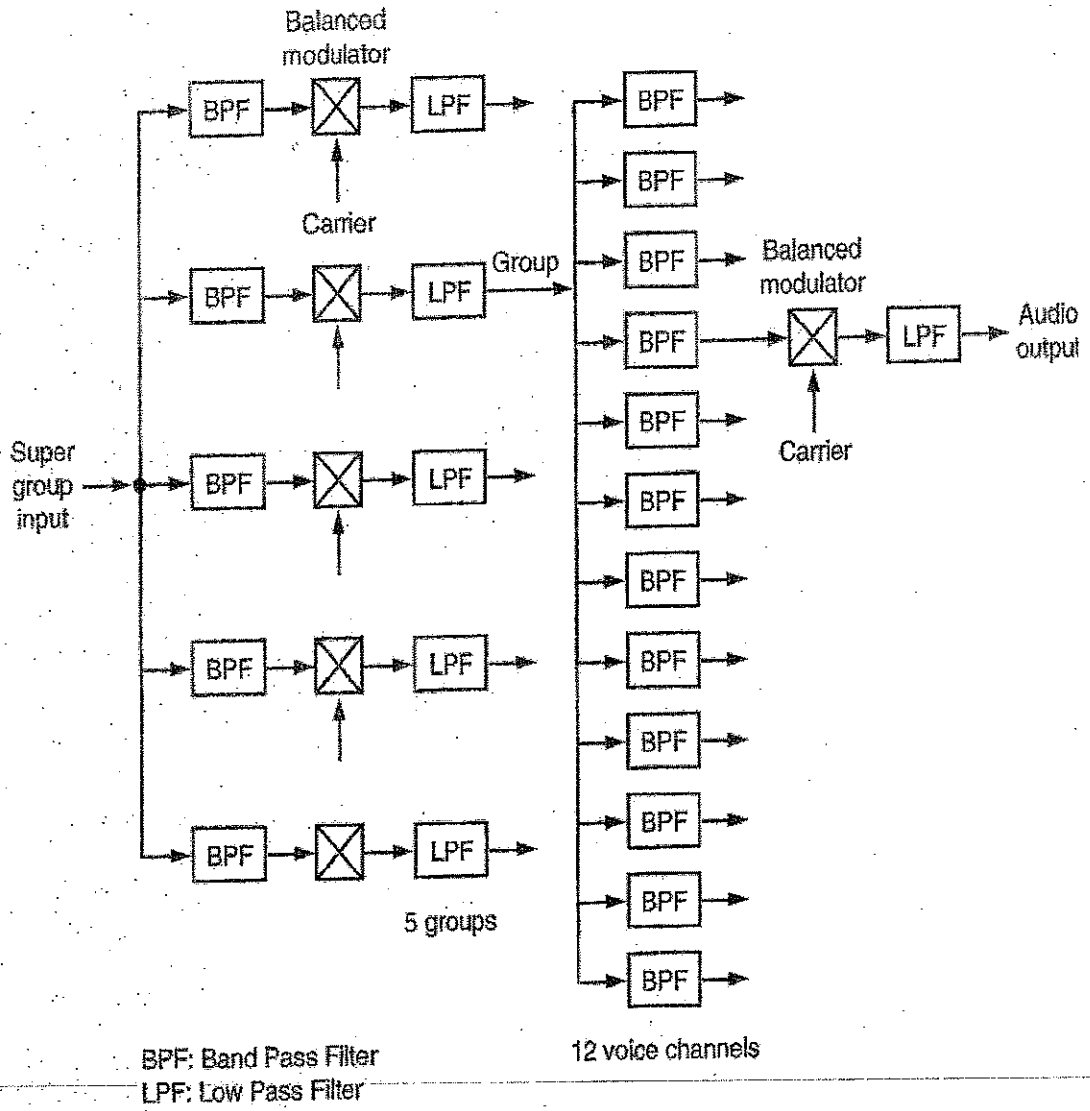 Balanced
modulator
BPF
LPF
BPF
Carrier
BPF
BPF
LPF
Group
BPF
Balanced
modulator
BPF
LPF
Audio
output
BPF
Carrier
Super
group
input
BPF
LPF
BPF
BPF
BPF
LPF
BPF
BPF
BPF
BPF
LPF
5 groups
BPF
BPF
12 voice channels
BPF: Band Pass Filter
LPF: Low Pass Filter